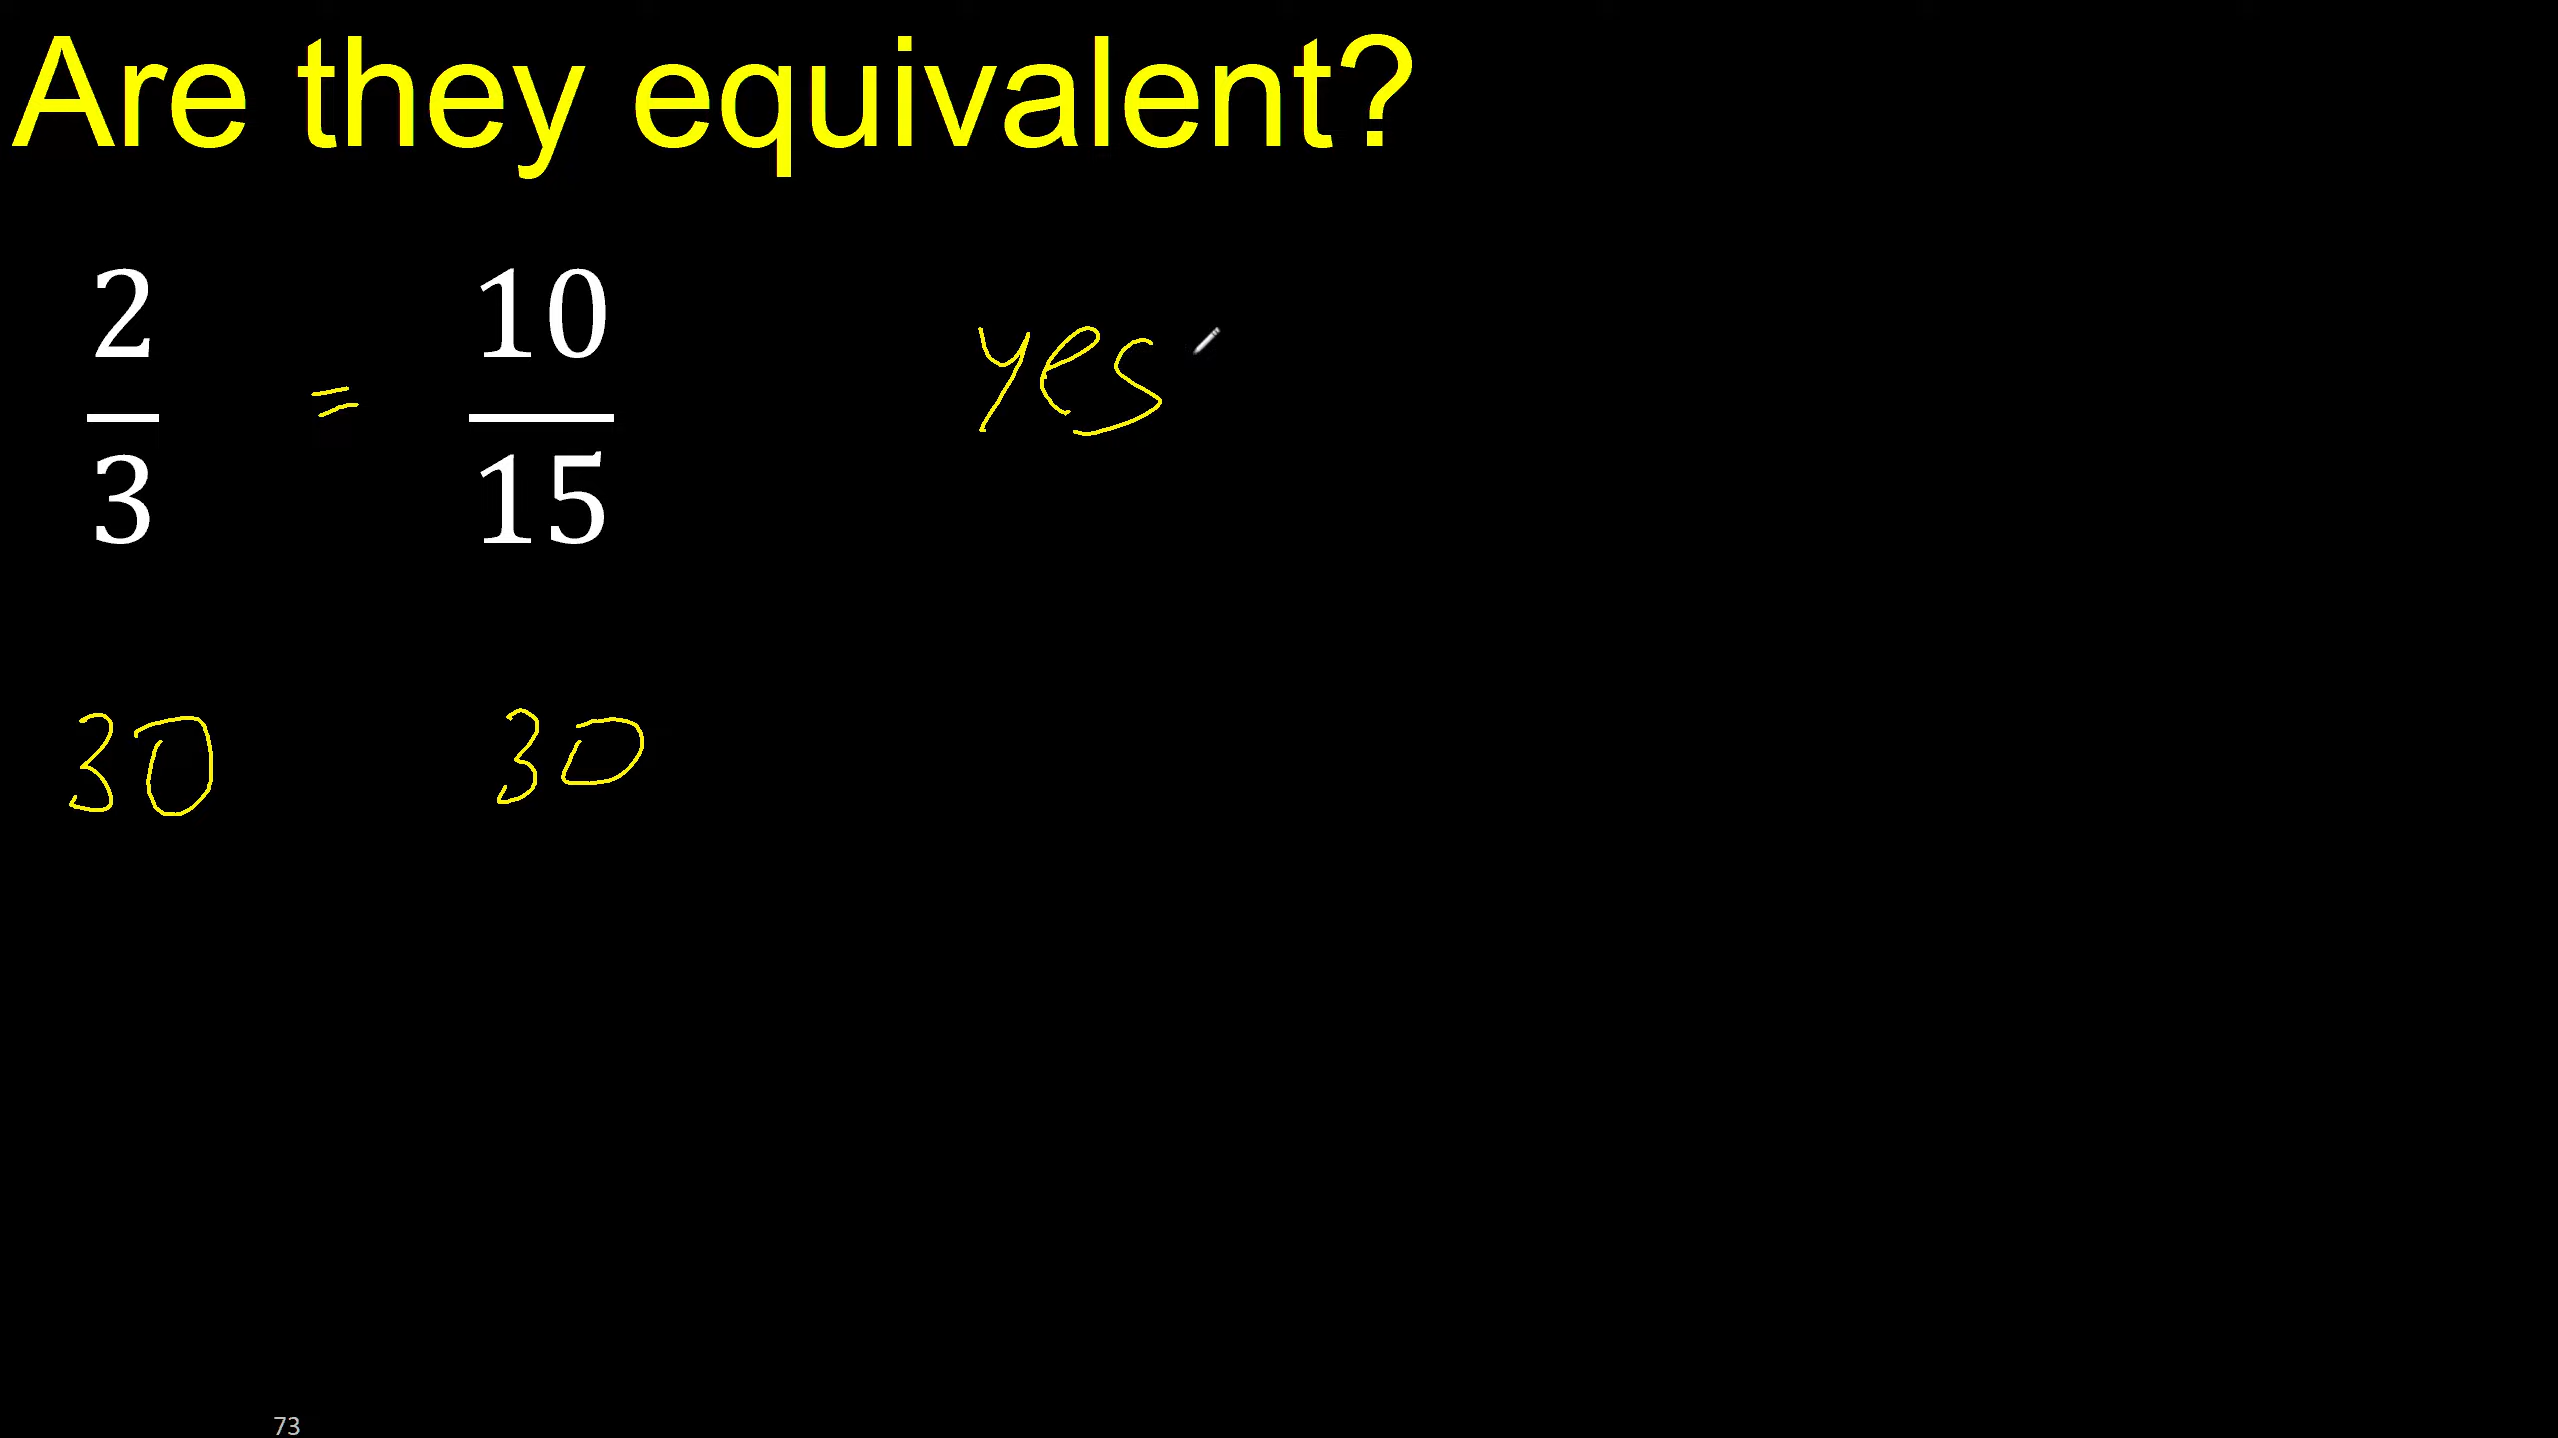 Are they equivalent?
2/3 = 10/15 yes
30 30
73